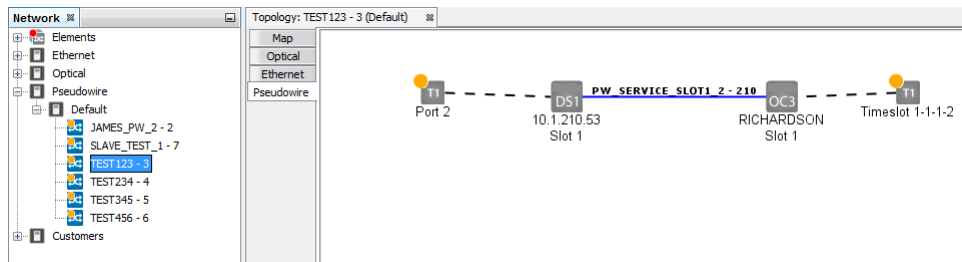 Network
Elements
Ethernet
Optical
Pseudowire
Default
JAMES_PW_2 - 2
SLAVE_TEST_1 - 7
TEST123 - 3
TEST234 - 4
TEST345 - 5
TEST456 - 6
Customers
Topology: TEST123 - 3 (Default)
Map
Optical
Ethernet
Pseudowire
T1
Port 2
DS1
10.1.210.53
Slot 1
PW_SERVICE_SLOT1_2 - 210
OC3
RICHARDSON
Slot 1
T1
Timeslot 1-1-1-2